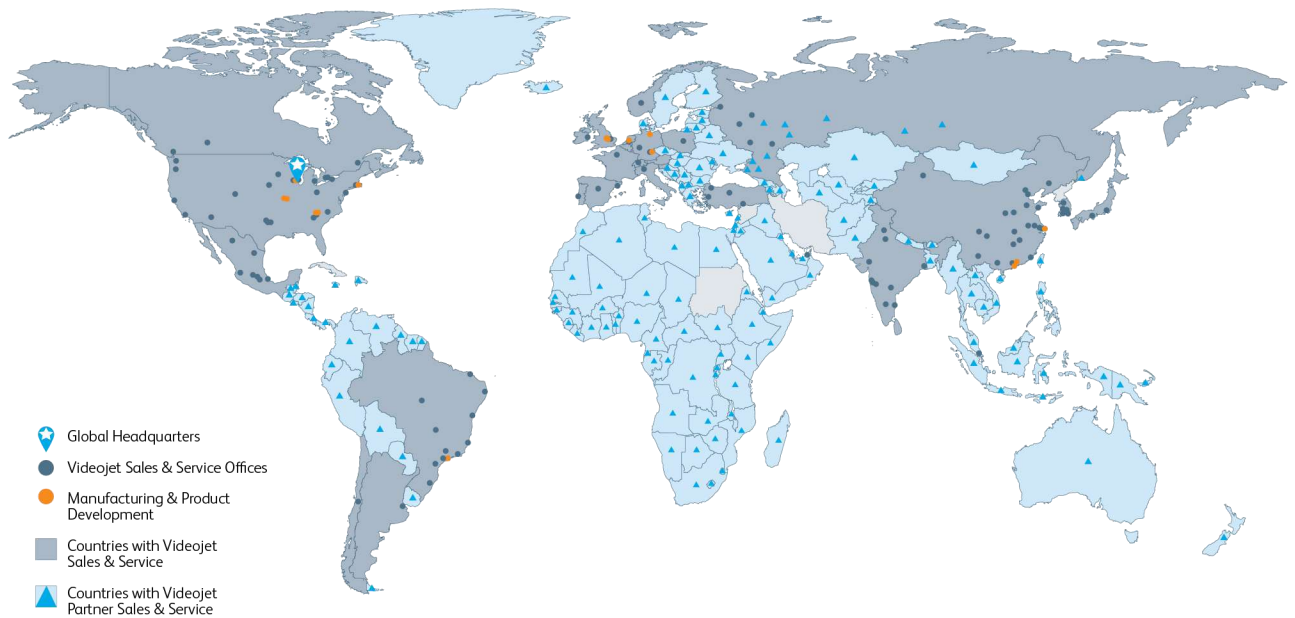 Global Headquarters
Videojet Sales & Service Offices
Manufacturing & Product
Development
Countries with Videojet
Sales & Service
Countries with Videojet
Partner Sales & Service